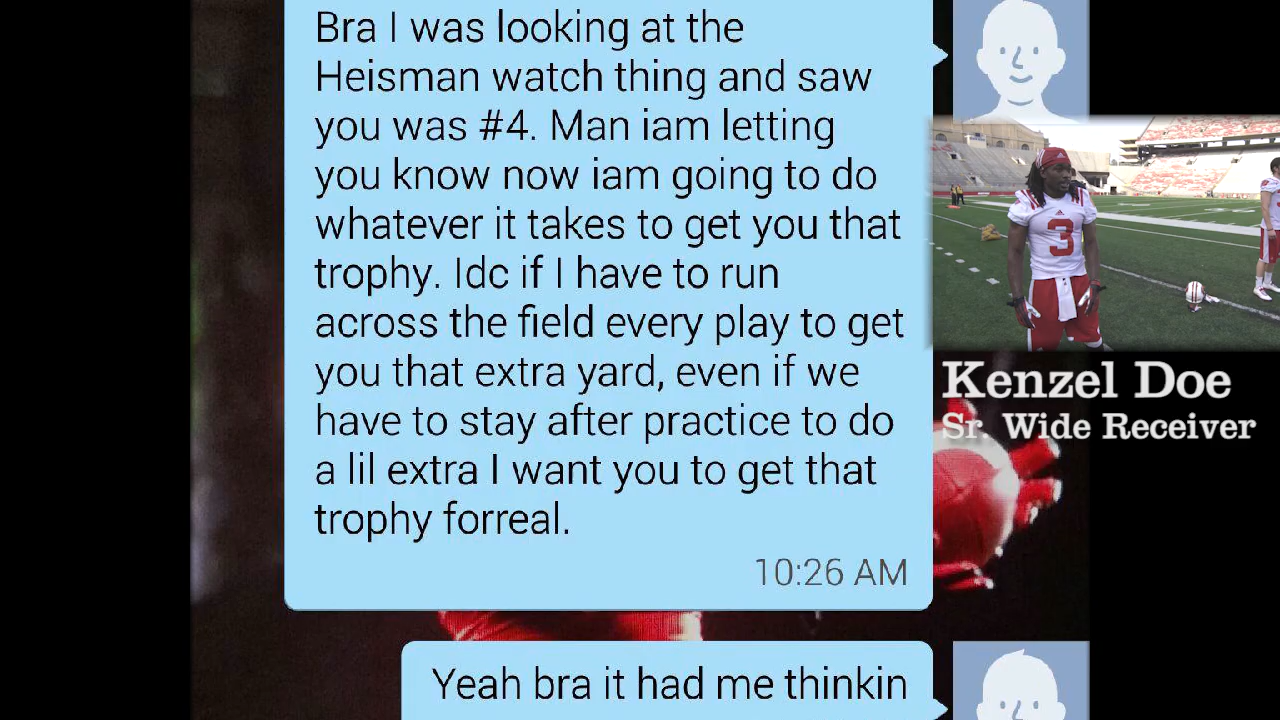 Bra I was looking at the
Heisman watch thing and saw
you was #4. Man iam letting
you know now iam going to do
whatever it takes to get you that
trophy. Idc if I have to run
across the field every play to get
you that extra yard, even if we
have to stay after practice to do
a lil extra I want you to get that
trophy forreal.
10:26 AM
Yeah bra it had me thinkin
3
Kenzel Doe
Sr. Wide Receiver